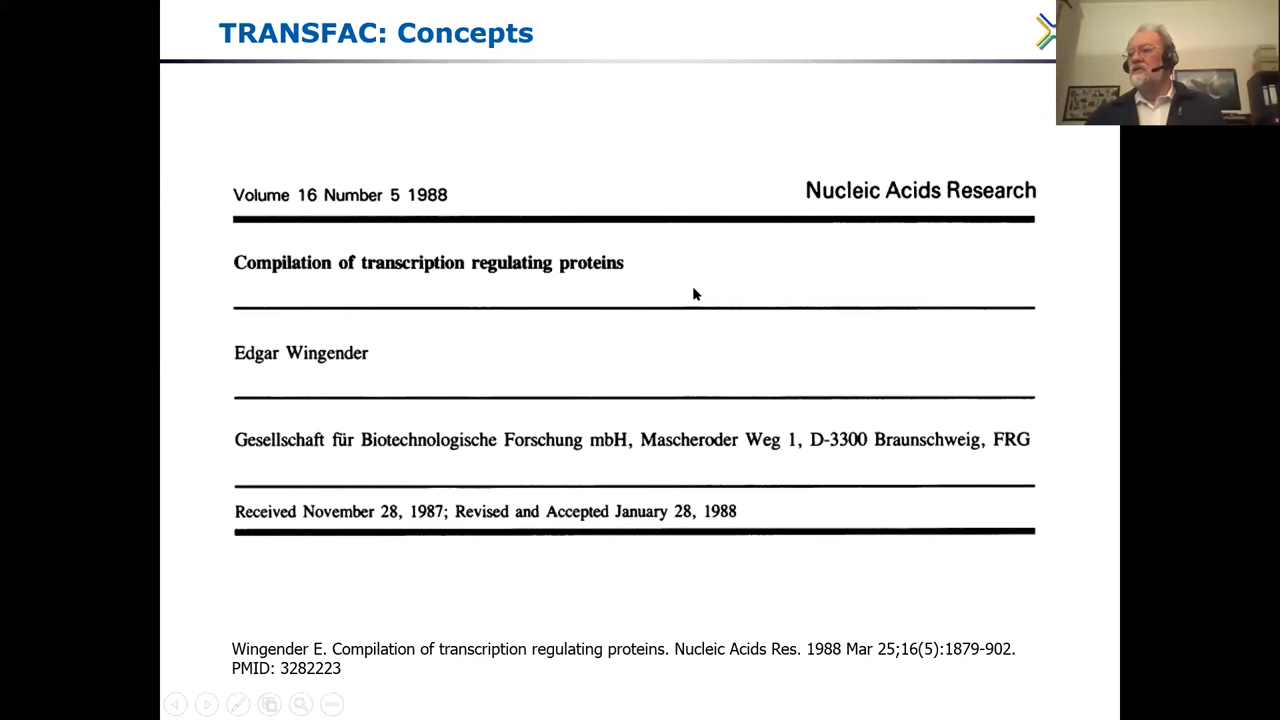 TRANSFAC: Concepts
Volume 16 Number 5 1988
Nucleic Acids Research
Compilation of transcription regulating proteins
Edgar Wingender
Gesellschaft für Biotechnologische Forschung mbH, Mascheroder Weg 1, D-3300 Braunschweig, FRG
Received November 28, 1987; Revised and Accepted January 28, 1988
Wingender E. Compilation of transcription regulating proteins. Nucleic Acids Res. 1988 Mar 25;16(5):1879-902.
PMID: 3282223